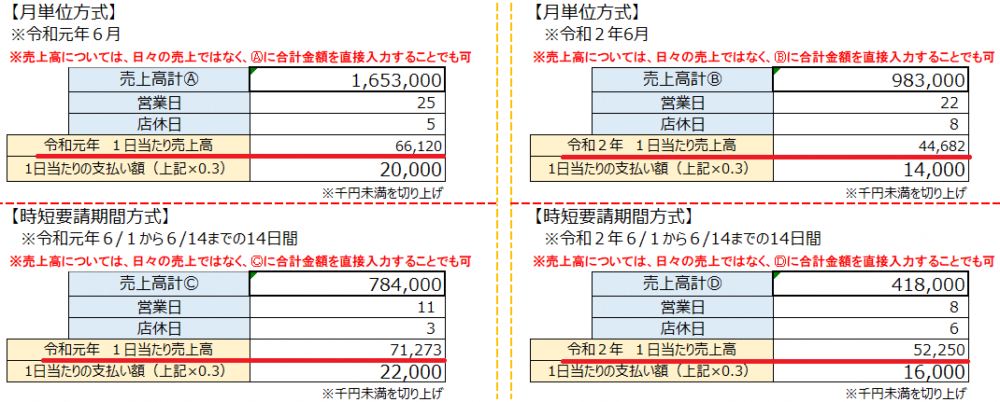 【月単位方式】
※令和元年６月
※売上高については、日々の売上ではなく、Ⓐに合計金額を直接入力することでも可
売上高計Ⓐ 1,653,000
営業日 25
店休日 5
令和元年　１日当たり売上高 66,120
1日当たりの支払い額（上記×0.3） 20,000
※千円未満を切り上げ
【月単位方式】
※令和２年6月
※売上高については、日々の売上ではなく、Ⓑに合計金額を直接入力することでも可
売上高計Ⓑ 983,000
営業日 22
店休日 8
令和２年　１日当たり売上高 44,682
1日当たりの支払い額（上記×0.3） 14,000
※千円未満を切り上げ
【時短要請期間方式】
※令和元年６/１から６/14までの14日間
※売上高については、日々の売上ではなく、Ⓒに合計金額を直接入力することでも可
売上高計Ⓒ 784,000
営業日 11
店休日 3
令和元年　１日当たり売上高 71,273
1日当たりの支払い額（上記×0.3） 22,000
※千円未満を切り上げ
【時短要請期間方式】
※令和２年６/１から６/14までの14日間
※売上高については、日々の売上ではなく、Ⓓに合計金額を直接入力することでも可
売上高計Ⓓ 418,000
営業日 8
店休日 6
令和２年　１日当たり売上高 52,250
1日当たりの支払い額（上記×0.3） 16,000
※千円未満を切り上げ